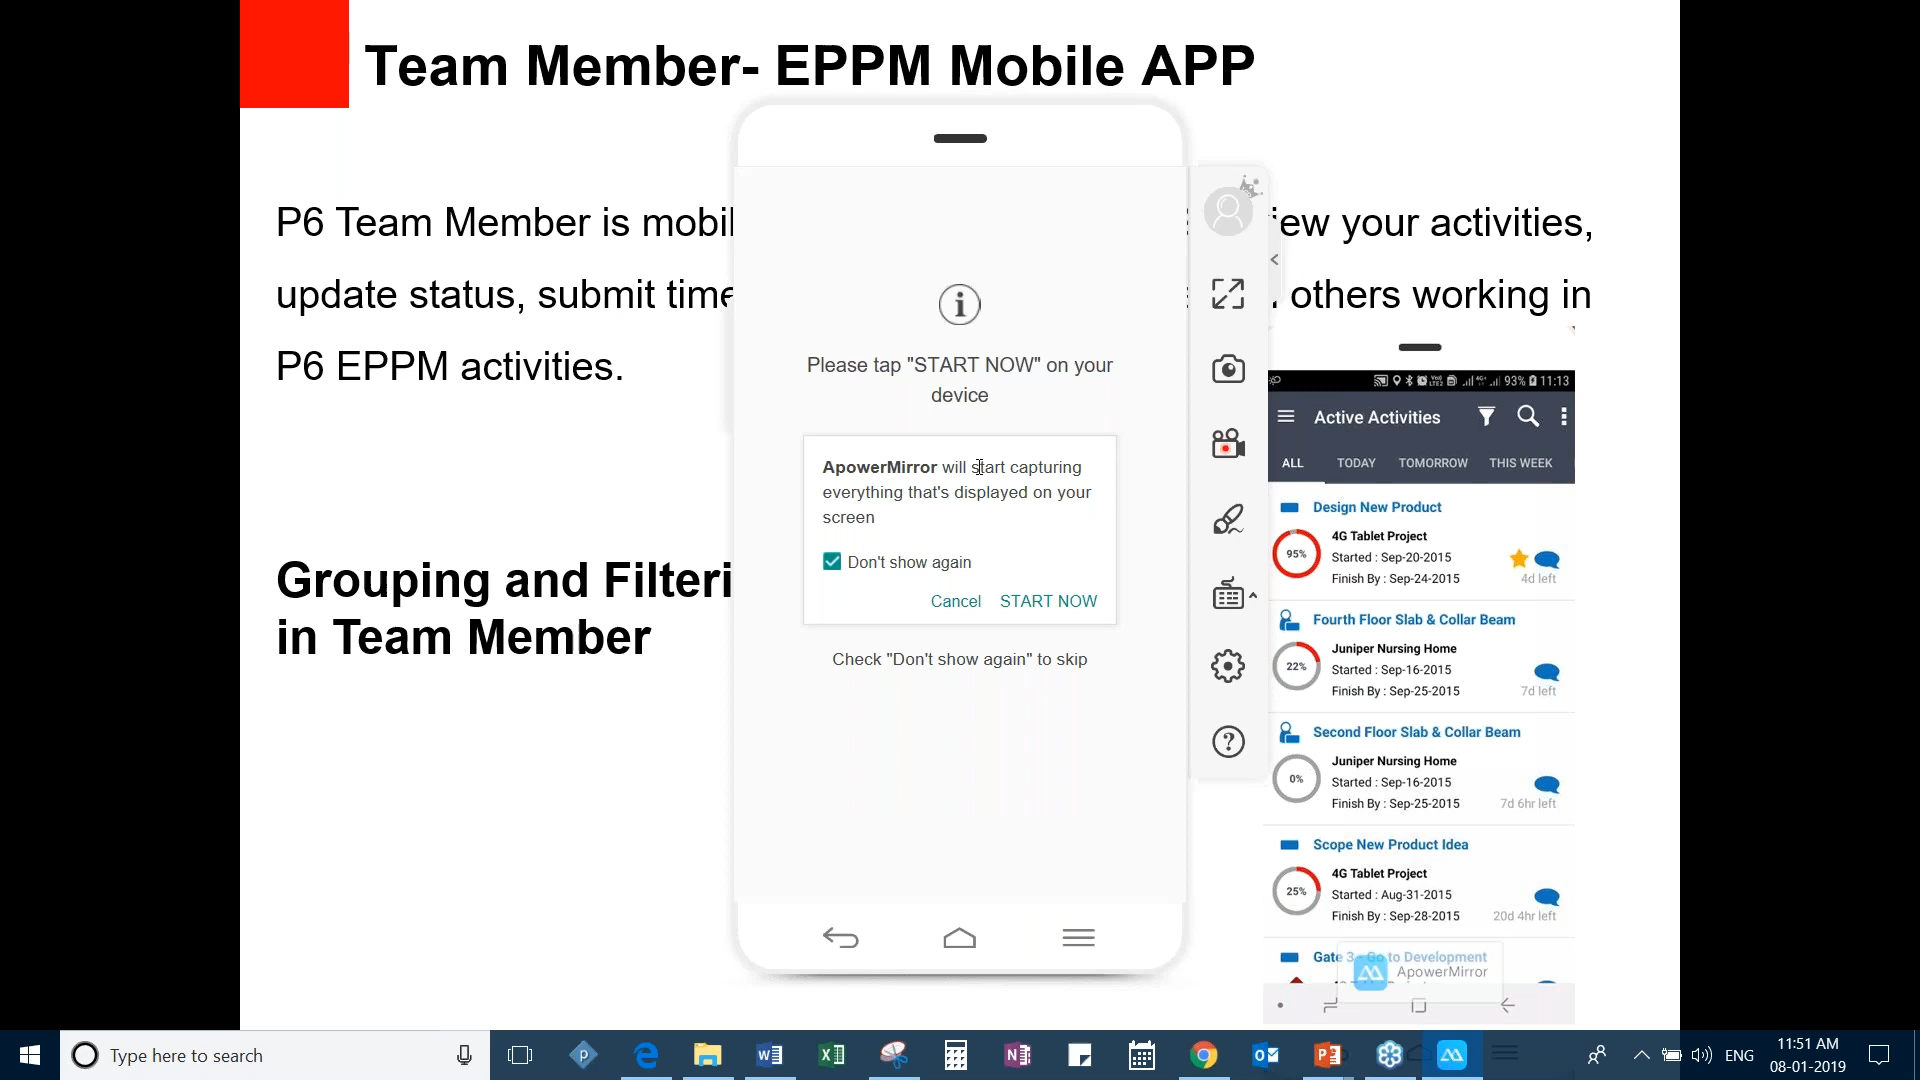 Team Member- EPPM Mobile APP
P6 Team Member is mobil
iew your activities,
update status, submit time
others working in
P6 EPPM activities.
Grouping and Filteri
in Team Member
Please tap "START NOW" on your
device
ApowerMirror will start capturing
everything that's displayed on your
screen
Don't show again
Cancel START NOW
Check "Don't show again" to skip
93% 11:13
Active Activities
ALL TODAY TOMORROW THIS WEEK
Design New Product
95%
4G Tablet Project
Started : Sep-20-2015
Finish By : Sep-24-2015
4d left
Fourth Floor Slab & Collar Beam
22%
Juniper Nursing Home
Started : Sep-16-2015
Finish By : Sep-25-2015
7d left
Second Floor Slab & Collar Beam
0%
Juniper Nursing Home
Started : Sep-16-2015
Finish By : Sep-25-2015
7d 6hr left
Scope New Product Idea
25%
4G Tablet Project
Started : Aug-31-2015
Finish By : Sep-28-2015
20d 4hr left
Gate 3 - Go to Development
ApowerMirror
Type here to search
ENG
11:51 AM
08-01-2019